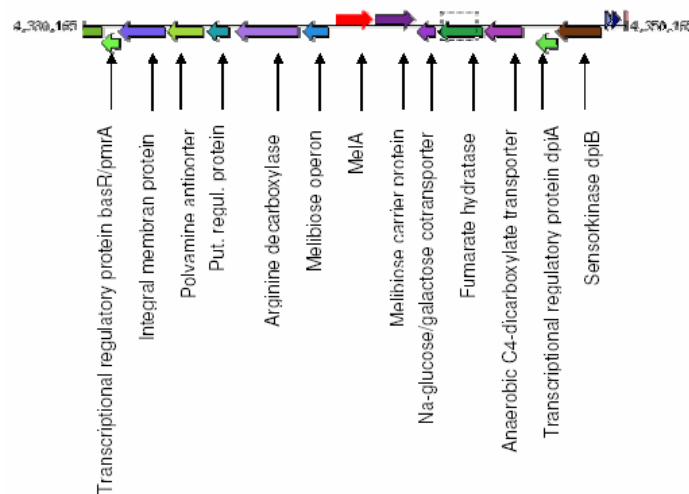 4,330,165
4,350,165
Transcriptional regulatory protein basR/pmrA
Integral membran protein
Polyamine antiporter
Put. regul. protein
Arginine decarboxylase
Melibiose operon
MelA
Melibiose carrier protein
Na-glucose/galactose cotransporter
Fumarate hydratase
Anaerobic C4-dicarboxylate transporter
Transcriptional regulatory protein dpiA
Sensorkinase dpiB